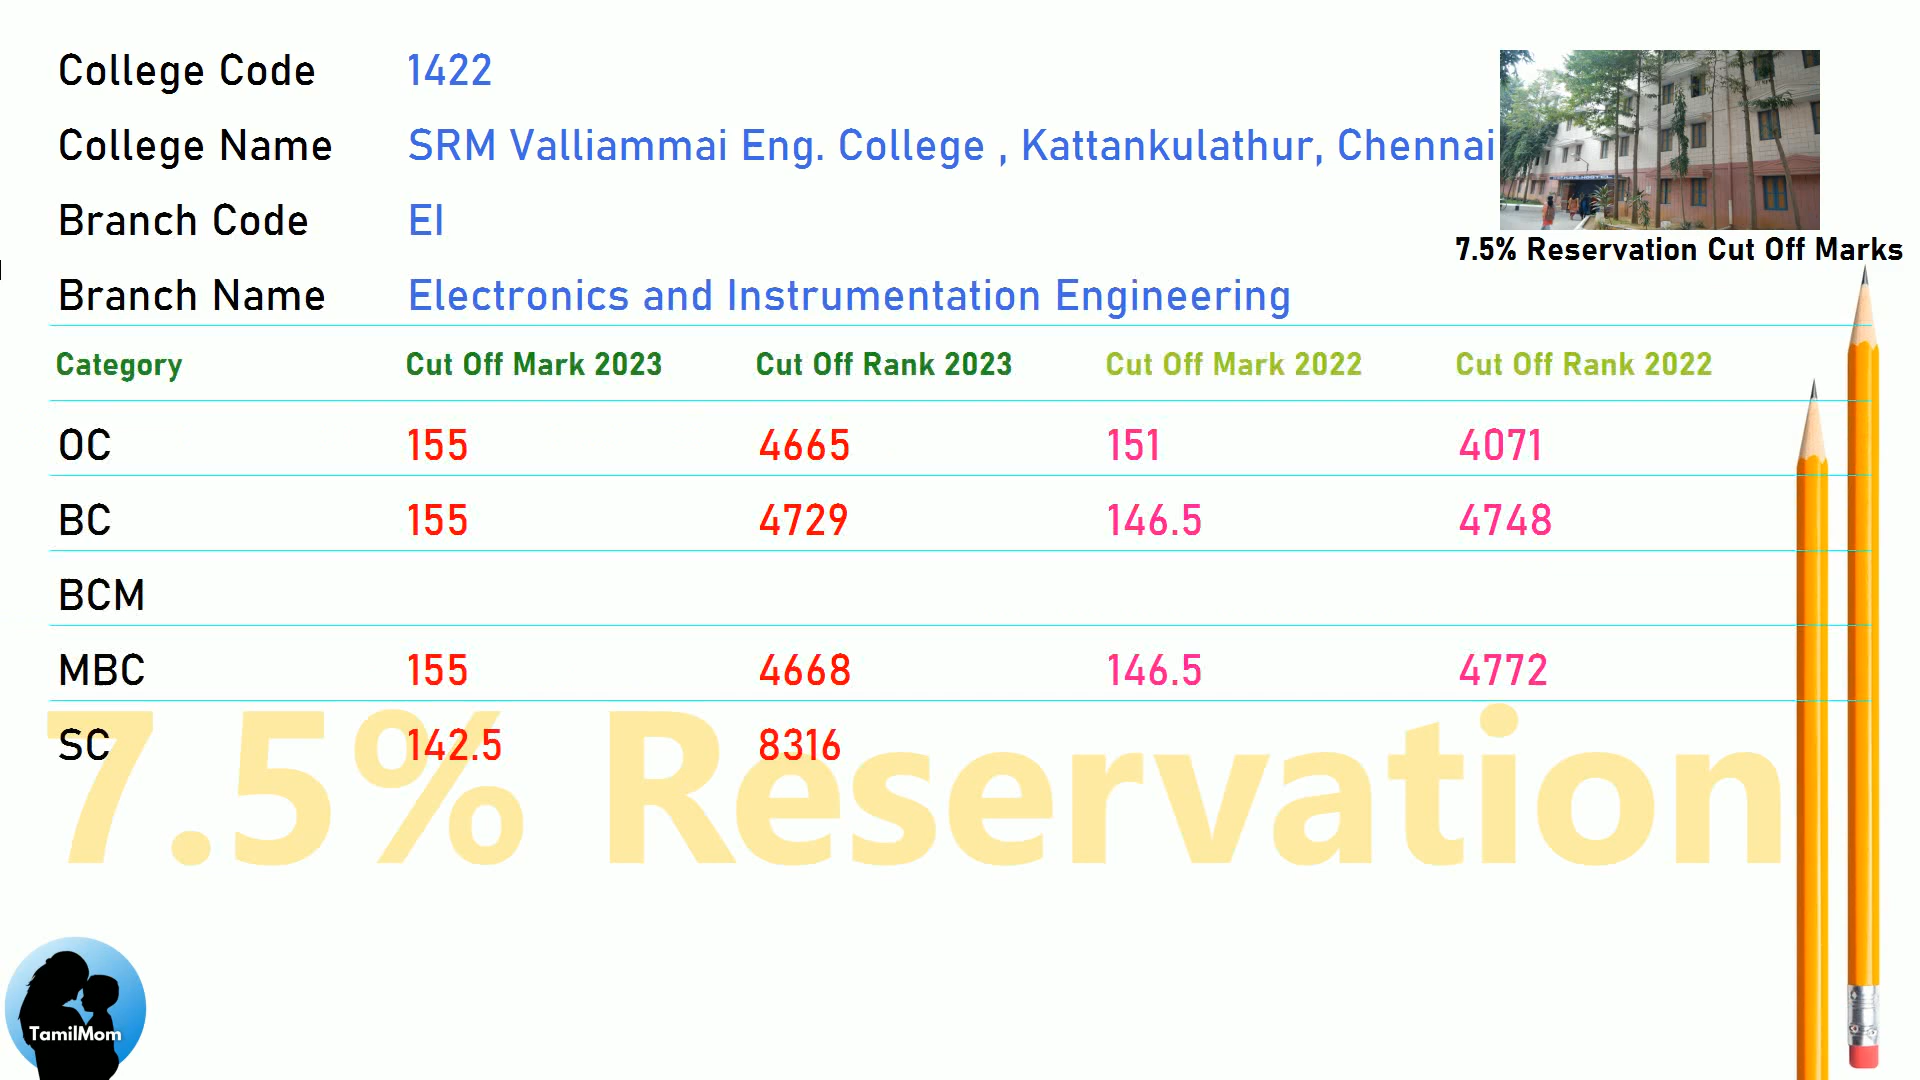 College Code 1422
College Name SRM Valliammai Eng. College , Kattankulathur, Chennai
Branch Code EI
7.5% Reservation Cut Off Marks
Branch Name Electronics and Instrumentation Engineering
Category Cut Off Mark 2023 Cut Off Rank 2023 Cut Off Mark 2022 Cut Off Rank 2022
OC 155 4665 151 4071
BC 155 4729 146.5 4748
BCM
MBC 155 4668 146.5 4772
SC 142.5 8316
7.5% Reservation
TamilMom